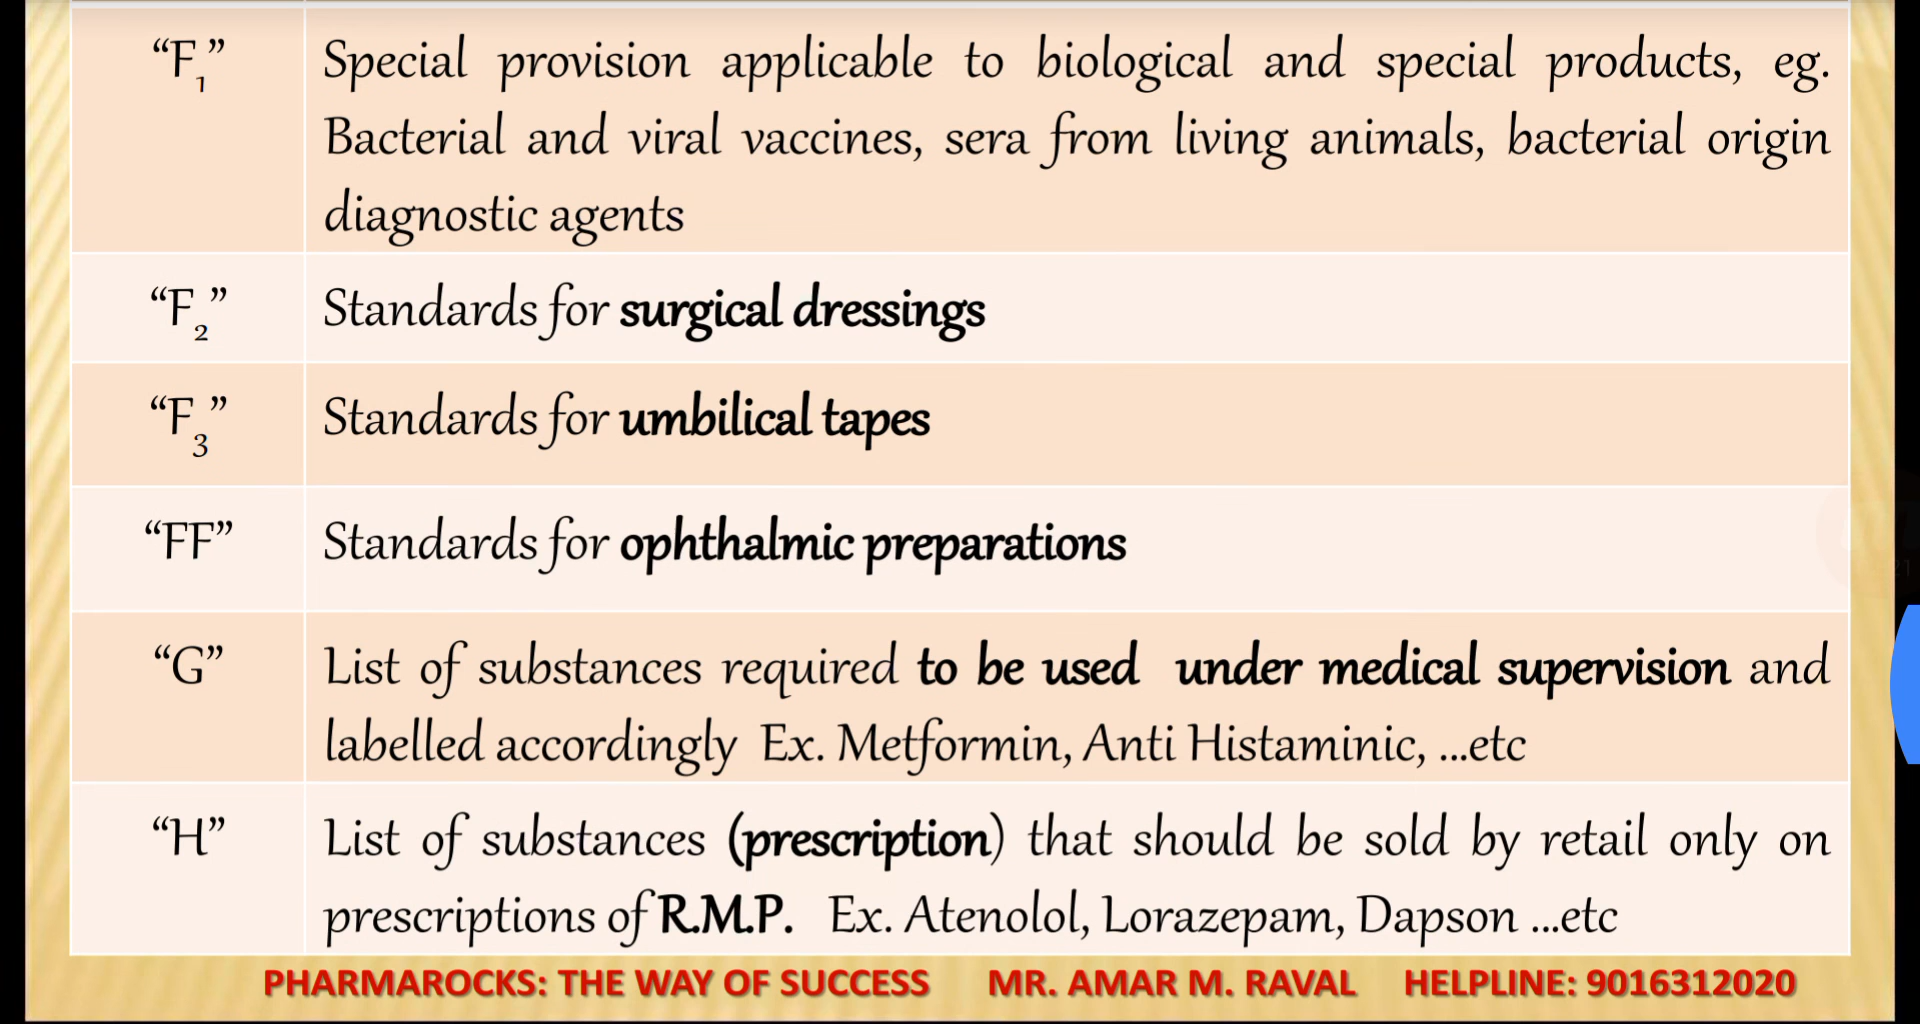 “F1” Special provision applicable to biological and special products, eg.
Bacterial and viral vaccines, sera from living animals, bacterial origin
diagnostic agents
“F2” Standards for surgical dressings
“F3” Standards for umbilical tapes
“FF” Standards for ophthalmic preparations
“G” List of substances required to be used under medical supervision and
labelled accordingly Ex. Metformin, Anti Histaminic, ...etc
“H” List of substances (prescription) that should be sold by retail only on
prescriptions of R.M.P. Ex. Atenolol, Lorazepam, Dapson ...etc
PHARMAROCKS: THE WAY OF SUCCESS MR. AMAR M. RAVAL HELPLINE: 9016312020